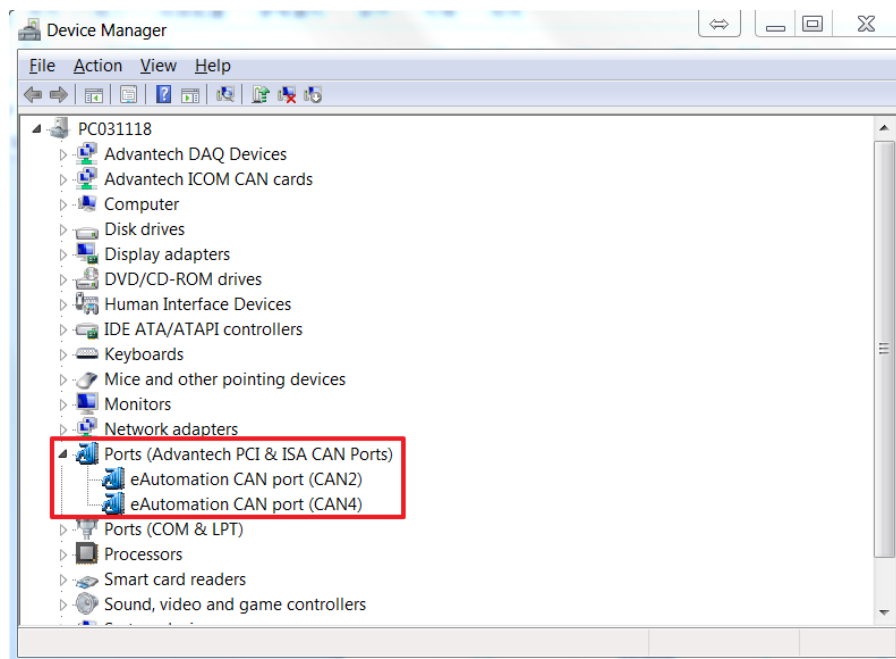 Device Manager
File Action View Help
PC031118
Advantech DAQ Devices
Advantech ICOM CAN cards
Computer
Disk drives
Display adapters
DVD/CD-ROM drives
Human Interface Devices
IDE ATA/ATAPI controllers
Keyboards
Mice and other pointing devices
Monitors
Network adapters
Ports (Advantech PCI & ISA CAN Ports)
eAutomation CAN port (CAN2)
eAutomation CAN port (CAN4)
Ports (COM & LPT)
Processors
Smart card readers
Sound, video and game controllers